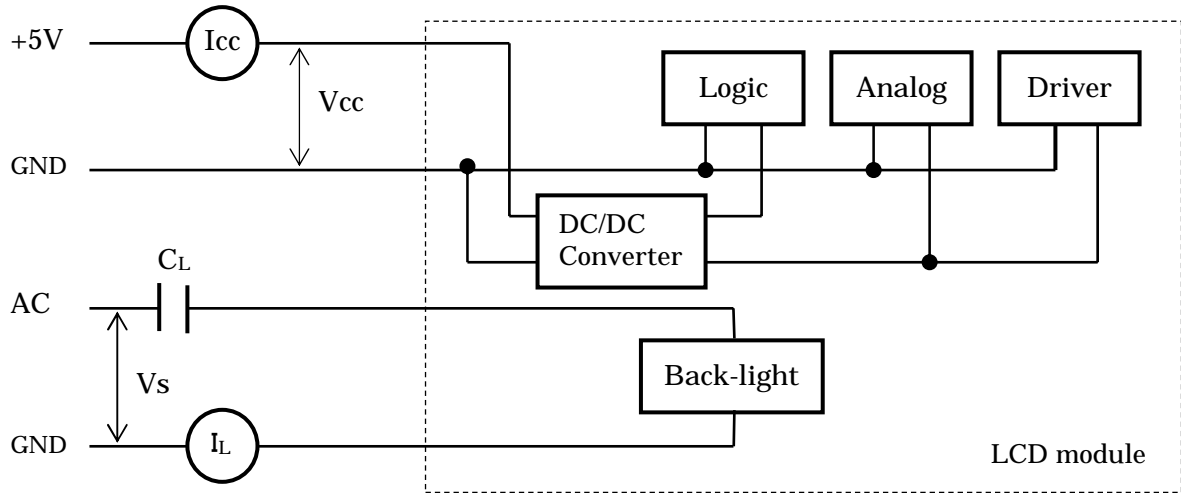 +5V
Icc
Vcc
GND
Logic
Analog
Driver
DC/DC
Converter
CL
AC
Vs
Back-light
GND
IL
LCD module